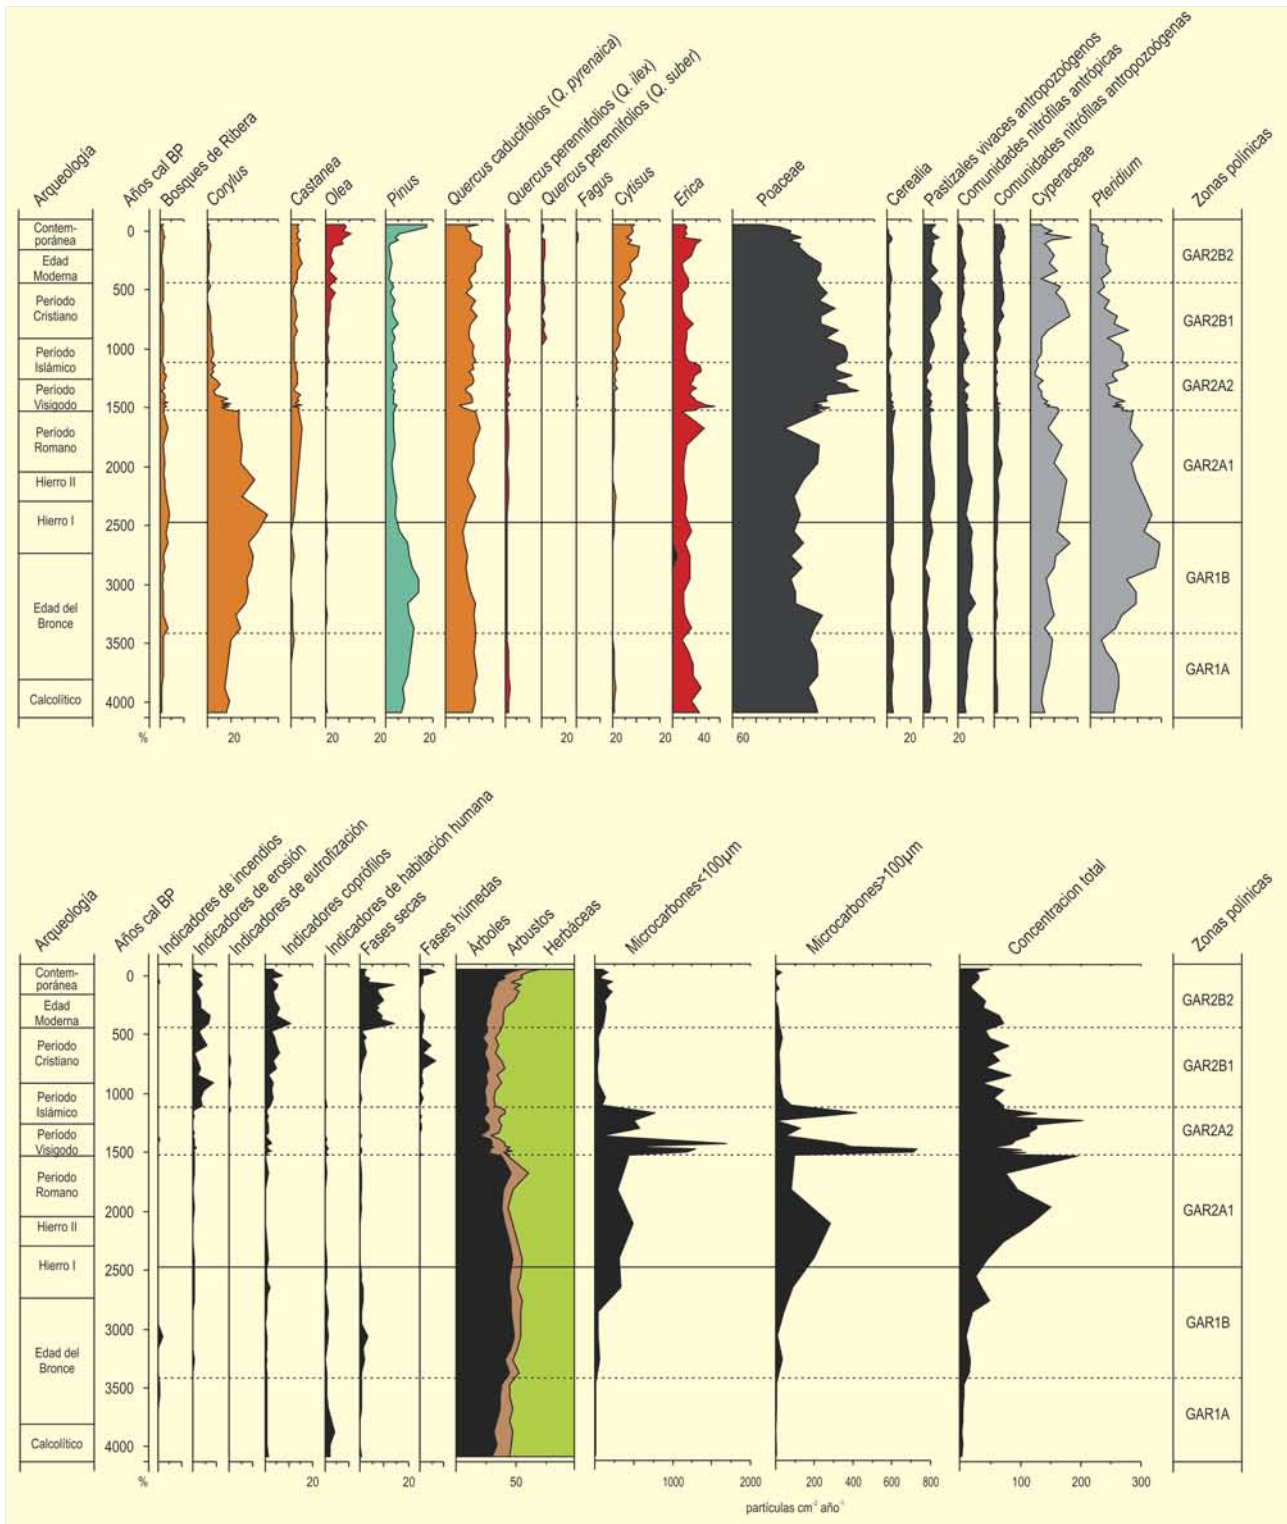 Arqueología
Años cal BP
Bosques de Ribera
Corylus
Castanea
Olea
Pinus
Quercus caducifolios (Q. pyrenaica)
Quercus perennifolios (Q. ilex)
Quercus perennifolios (Q. suber)
Fagus
Cytisus
Erica
Poaceae
Cerealia
Pastizales vivaces antropozoógenos
Comunidades nitrófilas antrópicas
Comunidades nitrófilas antropozoógenas
Cyperaceae
Pteridium
Zonas polínicas
Contem-
poránea
Edad
Moderna
Período
Cristiano
Período
Islámico
Período
Visigodo
Período
Romano
Hierro II
Hierro I
Edad del
Bronce
Calcolítico
0
500
1000
1500
2000
2500
3000
3500
4000
GAR2B2
GAR2B1
GAR2A2
GAR2A1
GAR1B
GAR1A
% 20 20 20 20 20 20 40 60 20 20
Arqueología
Años cal BP
Indicadores de incendios
Indicadores de erosión
Indicadores de eutrofización
Indicadores coprófilos
Indicadores de habitación humana
Fases secas
Fases húmedas
Árboles
Arbustos
Herbáceas
Microcarbones<100µm
Microcarbones>100µm
Concentracion total
Zonas polínicas
Contem-
poránea
Edad
Moderna
Período
Cristiano
Período
Islámico
Período
Visigodo
Período
Romano
Hierro II
Hierro I
Edad del
Bronce
Calcolítico
0
500
1000
1500
2000
2500
3000
3500
4000
GAR2B2
GAR2B1
GAR2A2
GAR2A1
GAR1B
GAR1A
% 20 20 50 1000 2000 200 400 600 800 100 300
partículas cm⁻² año⁻¹